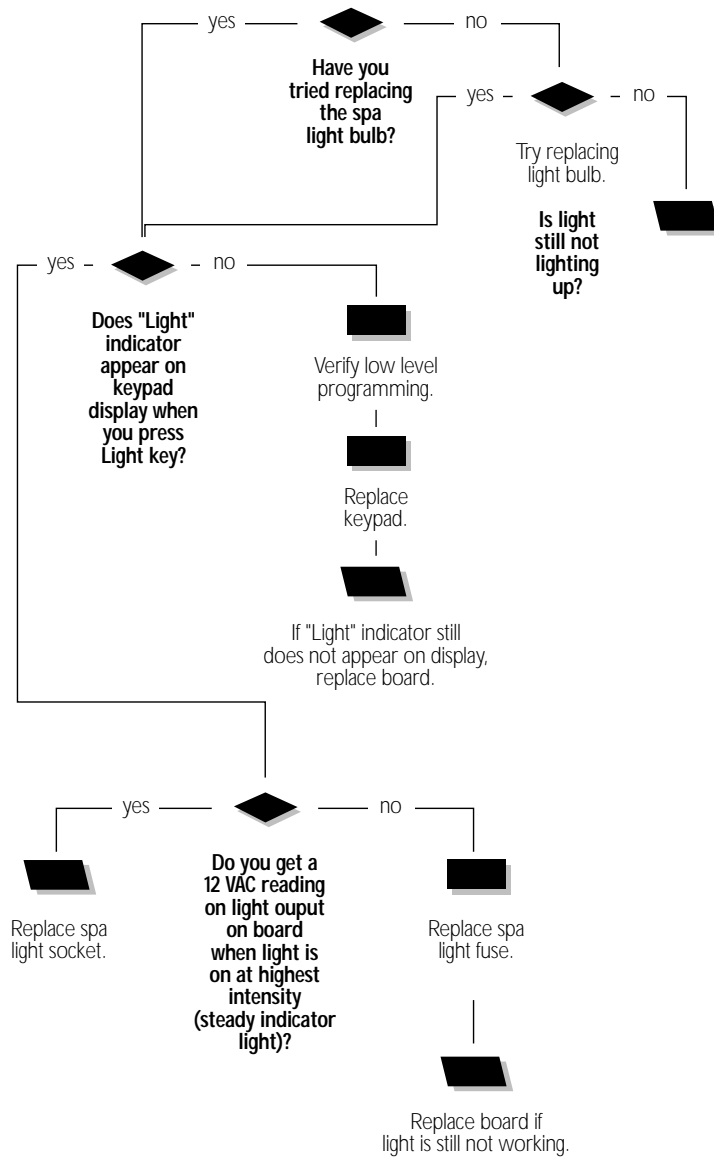 yes
no
Have you
tried replacing
the spa
light bulb?
yes
no
Try replacing
light bulb.
Is light
still not
lighting
up?
yes
no
Does "Light"
indicator
appear on
keypad
display when
you press
Light key?
Verify low level
programming.
Replace
keypad.
If "Light" indicator still
does not appear on display,
replace board.
yes
no
Replace spa
light socket.
Do you get a
12 VAC reading
on light ouput
on board
when light is
on at highest
intensity
(steady indicator
light)?
Replace spa
light fuse.
Replace board if
light is still not working.